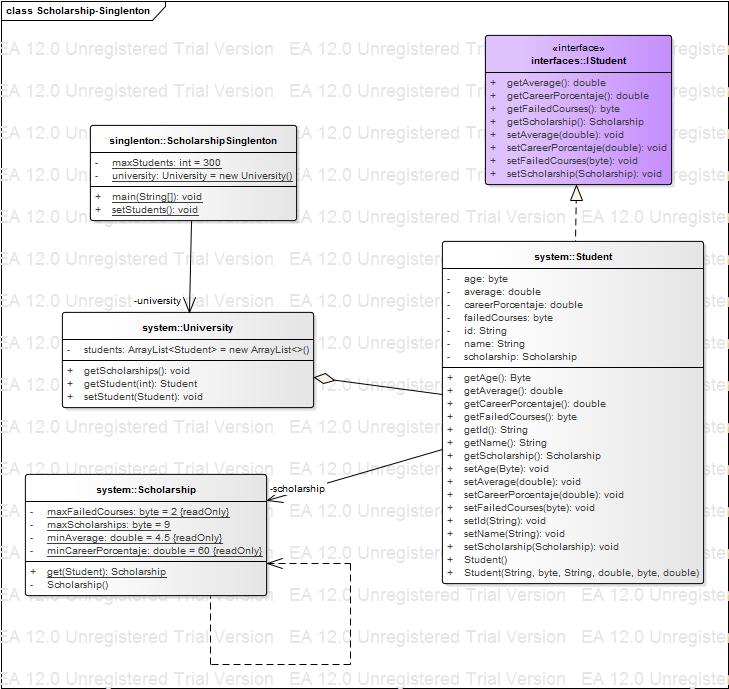 class Scholarship-Singlenton
EA 12.0 Unregistered Trial Version
«interface»
interfaces::IStudent
+ getAverage(): double
+ getCareerPorcentaje(): double
+ getFailedCourses(): byte
+ getScholarship(): Scholarship
+ setAverage(double): void
+ setCareerPorcentaje(double): void
+ setFailedCourses(byte): void
+ setScholarship(Scholarship): void
singlenton::ScholarshipSinglenton
- maxStudents: int = 300
- university: University = new University()
+ main(String[]): void
+ setStudents(): void
-university
system::University
- students: ArrayList<Student> = new ArrayList<>()
+ getScholarships(): void
+ getStudent(int): Student
+ setStudent(Student): void
system::Student
- age: byte
- average: double
- careerPorcentaje: double
- failedCourses: byte
- id: String
- name: String
- scholarship: Scholarship
+ getAge(): Byte
+ getAverage(): double
+ getCareerPorcentaje(): double
+ getFailedCourses(): byte
+ getId(): String
+ getName(): String
+ getScholarship(): Scholarship
+ setAge(Byte): void
+ setAverage(double): void
+ setCareerPorcentaje(double): void
+ setFailedCourses(byte): void
+ setId(String): void
+ setName(String): void
+ setScholarship(Scholarship): void
+ Student()
+ Student(String, byte, String, double, byte, double)
-scholarship
system::Scholarship
- maxFailedCourses: byte = 2 {readOnly}
- maxScholarships: byte = 9
- minAverage: double = 4.5 {readOnly}
- minCareerPorcentaje: double = 60 {readOnly}
+ get(Student): Scholarship
- Scholarship()